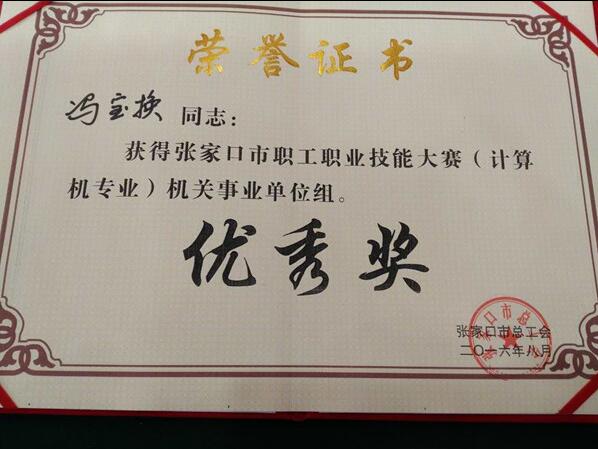 荣誉证书
冯宝换 同志：
获得张家口市职工职业技能大赛（计算
机专业）机关事业单位组。
优秀奖
张家口市总工会
二〇一六年八月